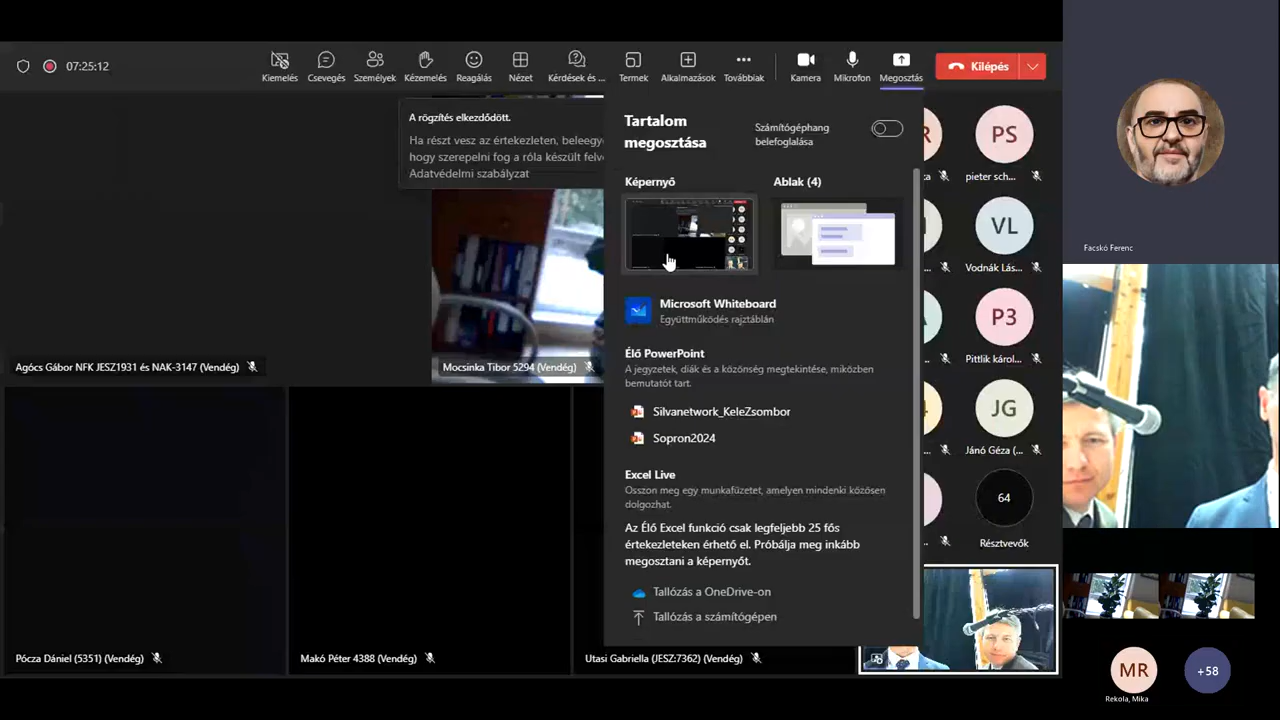 07:25:12
Kiemelés
Csevegés
Személyek
Kézemelés
Reagálás
Nézet
Kérdések és ...
Termek
Alkalmazások
Továbbiak
Kamera
Mikrofon
Megosztás
Kilépés
A rögzítés elkezdődött.
Ha részt vesz az értekezleten, beleegy
hogy szerepelni fog a róla készült felv
Adatvédelmi szabályzat
Tartalom
megosztása
Számítógéphang
belefoglalása
Képernyő
Ablak (4)
Microsoft Whiteboard
Együttműködés rajztáblán
Élő PowerPoint
A jegyzetek, diák és a közönség megtekintése, miközben
bemutatót tart.
Silvanetwork_KeleZsombor
Sopron2024
Excel Live
Osszon meg egy munkafüzetet, amelyen mindenki közösen
dolgozhat.
Az Élő Excel funkció csak legfeljebb 25 fős
értekezleteken érhető el. Próbálja meg inkább
megosztani a képernyőt.
Tallózás a OneDrive-on
Tallózás a számítógépen
Agócs Gábor NFK JESZ1931 és NAK-3147 (Vendég)
Mocsinka Tibor 5294 (Vendég)
Pócza Dániel (5351) (Vendég)
Makó Péter 4388 (Vendég)
Utasi Gabriella (JESZ:7362) (Vendég)
PS
pieter sch...
VL
Vodnák Lás...
P3
Pittlik károl...
JG
Jánó Géza (...
64
Résztvevők
Facskó Ferenc
MR
Rekola, Mika
+58